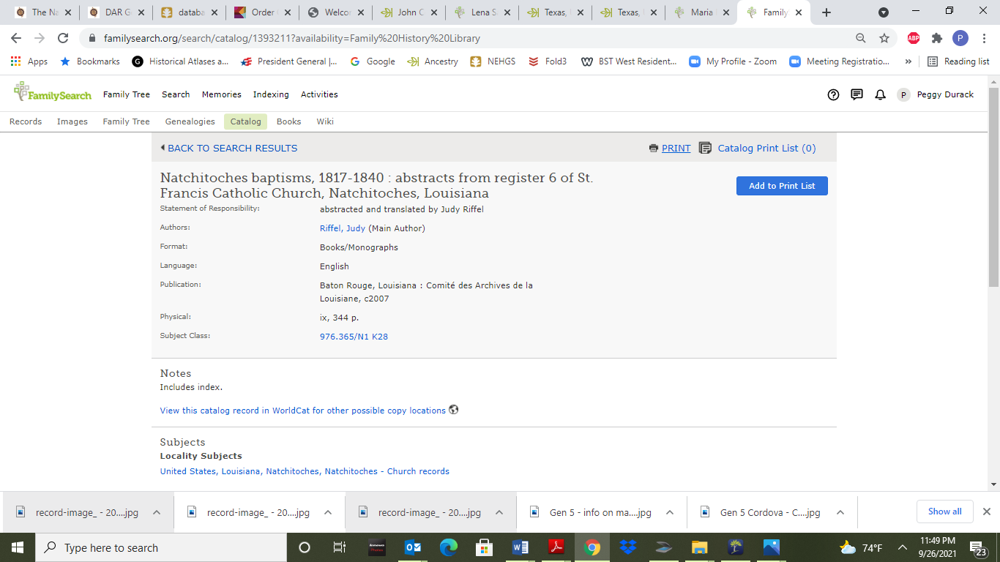 The Na
DAR G
databa
Order
Welcor
John C
Lena S
Texas,
Texas,
Maria
Family
familysearch.org/search/catalog/1393211?availability=Family%20History%20Library
ABP
P
Apps
Bookmarks
Historical Atlases a...
President General |...
Google
Ancestry
NEHGS
Fold3
BST West Resident...
My Profile - Zoom
Meeting Registratio...
»
Reading list
FamilySearch
Family Tree
Search
Memories
Indexing
Activities
P
Peggy Durack
Records
Images
Family Tree
Genealogies
Catalog
Books
Wiki
BACK TO SEARCH RESULTS
PRINT
Catalog Print List (0)
Natchitoches baptisms, 1817-1840 : abstracts from register 6 of St.
Francis Catholic Church, Natchitoches, Louisiana
Add to Print List
Statement of Responsibility: abstracted and translated by Judy Riffel
Authors: Riffel, Judy (Main Author)
Format: Books/Monographs
Language: English
Publication: Baton Rouge, Louisiana : Comité des Archives de la
Louisiane, c2007
Physical: ix, 344 p.
Subject Class: 976.365/N1 K28
Notes
Includes index.
View this catalog record in WorldCat for other possible copy locations
Subjects
Locality Subjects
United States, Louisiana, Natchitoches, Natchitoches - Church records
record-image_ - 20....jpg
record-image_ - 20....jpg
record-image_ - 20....jpg
Gen 5 - info on ma....jpg
Gen 5 Cordova - C....jpg
Show all
Type here to search
74°F
11:49 PM
9/26/2021
23